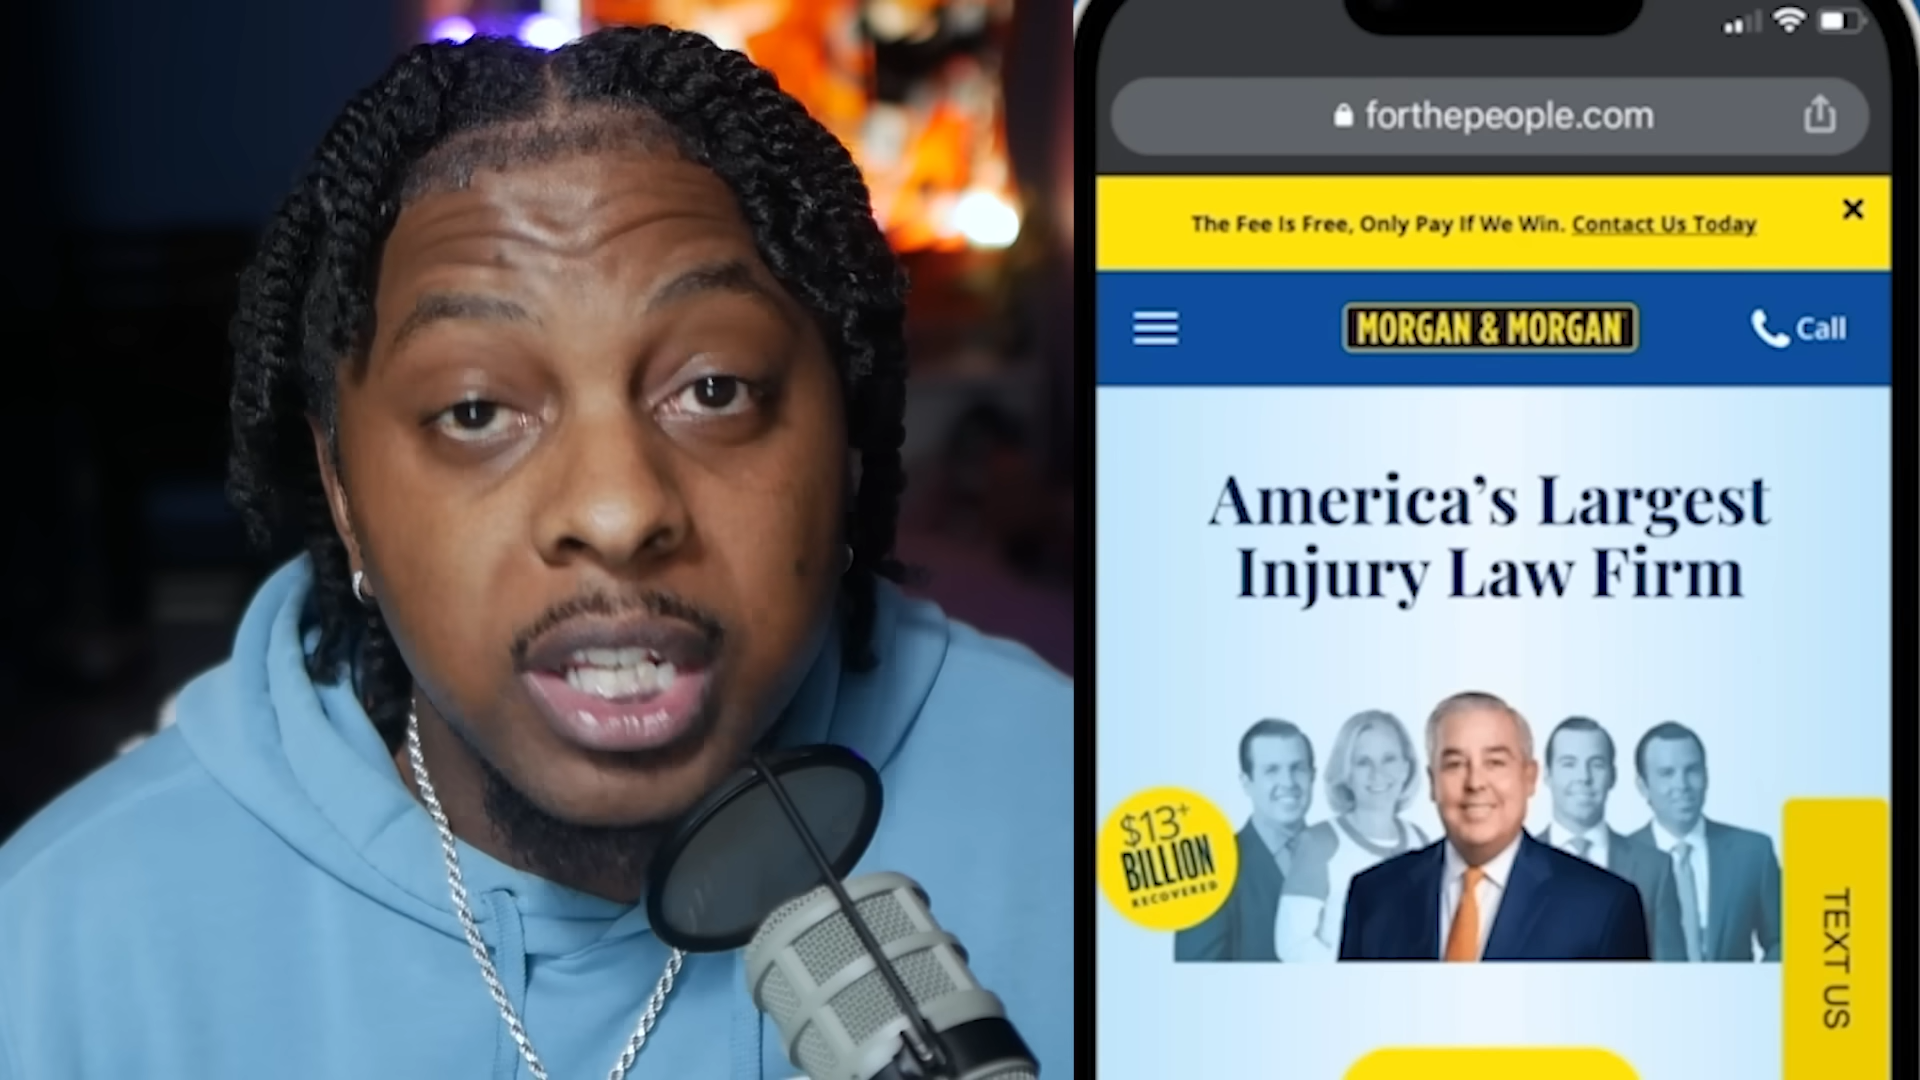 forthepeople.com
The Fee Is Free, Only Pay If We Win. Contact Us Today
MORGAN & MORGAN
Call
America's Largest
Injury Law Firm
$13+
BILLION
RECOVERED
TEXT US